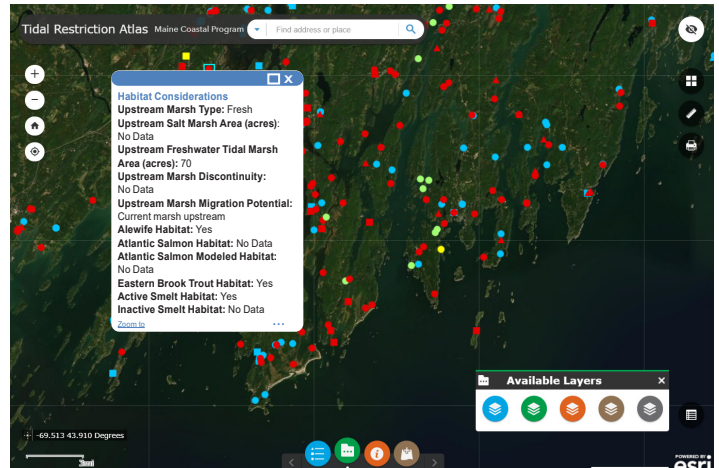 Tidal Restriction Atlas Maine Coastal Program Find address or place
Habitat Considerations
Upstream Marsh Type: Fresh
Upstream Salt Marsh Area (acres):
No Data
Upstream Freshwater Tidal Marsh
Area (acres): 70
Upstream Marsh Discontinuity:
No Data
Upstream Marsh Migration Potential:
Current marsh upstream
Alewife Habitat: Yes
Atlantic Salmon Habitat: No Data
Atlantic Salmon Modeled Habitat:
No Data
Eastern Brook Trout Habitat: Yes
Active Smelt Habitat: Yes
Inactive Smelt Habitat: No Data
Zoom to
Available Layers
-69.513 43.910 Degrees
POWERED BY
esri